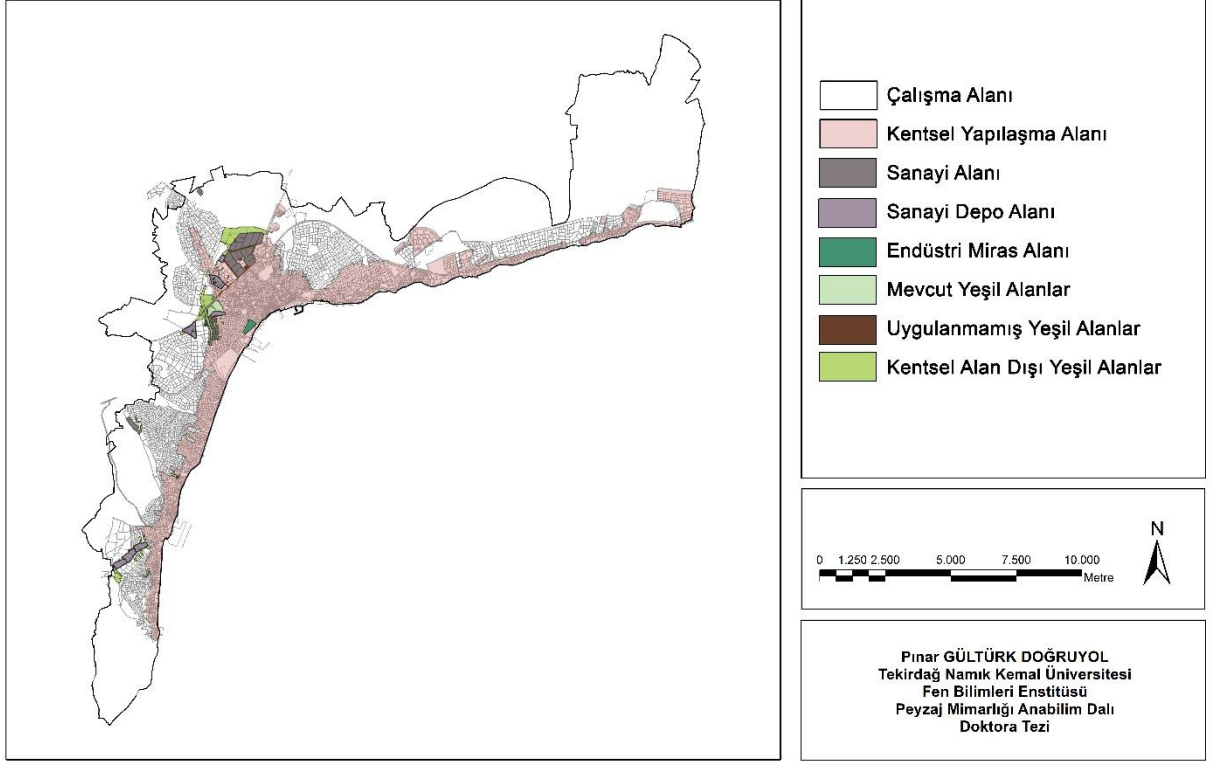 Çalışma Alanı
Kentsel Yapılaşma Alanı
Sanayi Alanı
Sanayi Depo Alanı
Endüstri Miras Alanı
Mevcut Yeşil Alanlar
Uygulanmamış Yeşil Alanlar
Kentsel Alan Dışı Yeşil Alanlar
N
0 1.250 2.500 5.000 7.500 10.000
Metre
Pınar GÜLTÜRK DOĞRUYOL
Tekirdağ Namık Kemal Üniversitesi
Fen Bilimleri Enstitüsü
Peyzaj Mimarlığı Anabilim Dalı
Doktora Tezi